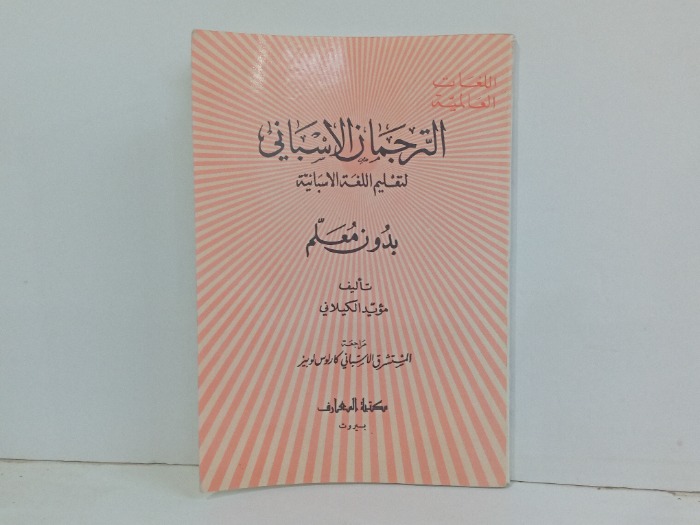 اللغات
العالمية
الترجمان الاسباني
لتعليم اللغة الاسبانية
بدون معلم
تأليف
مؤيد الكيلاني
مراجعة
المستشرق الاسباني كارلوس لوبيز
مكتبة المعارف
بيروت